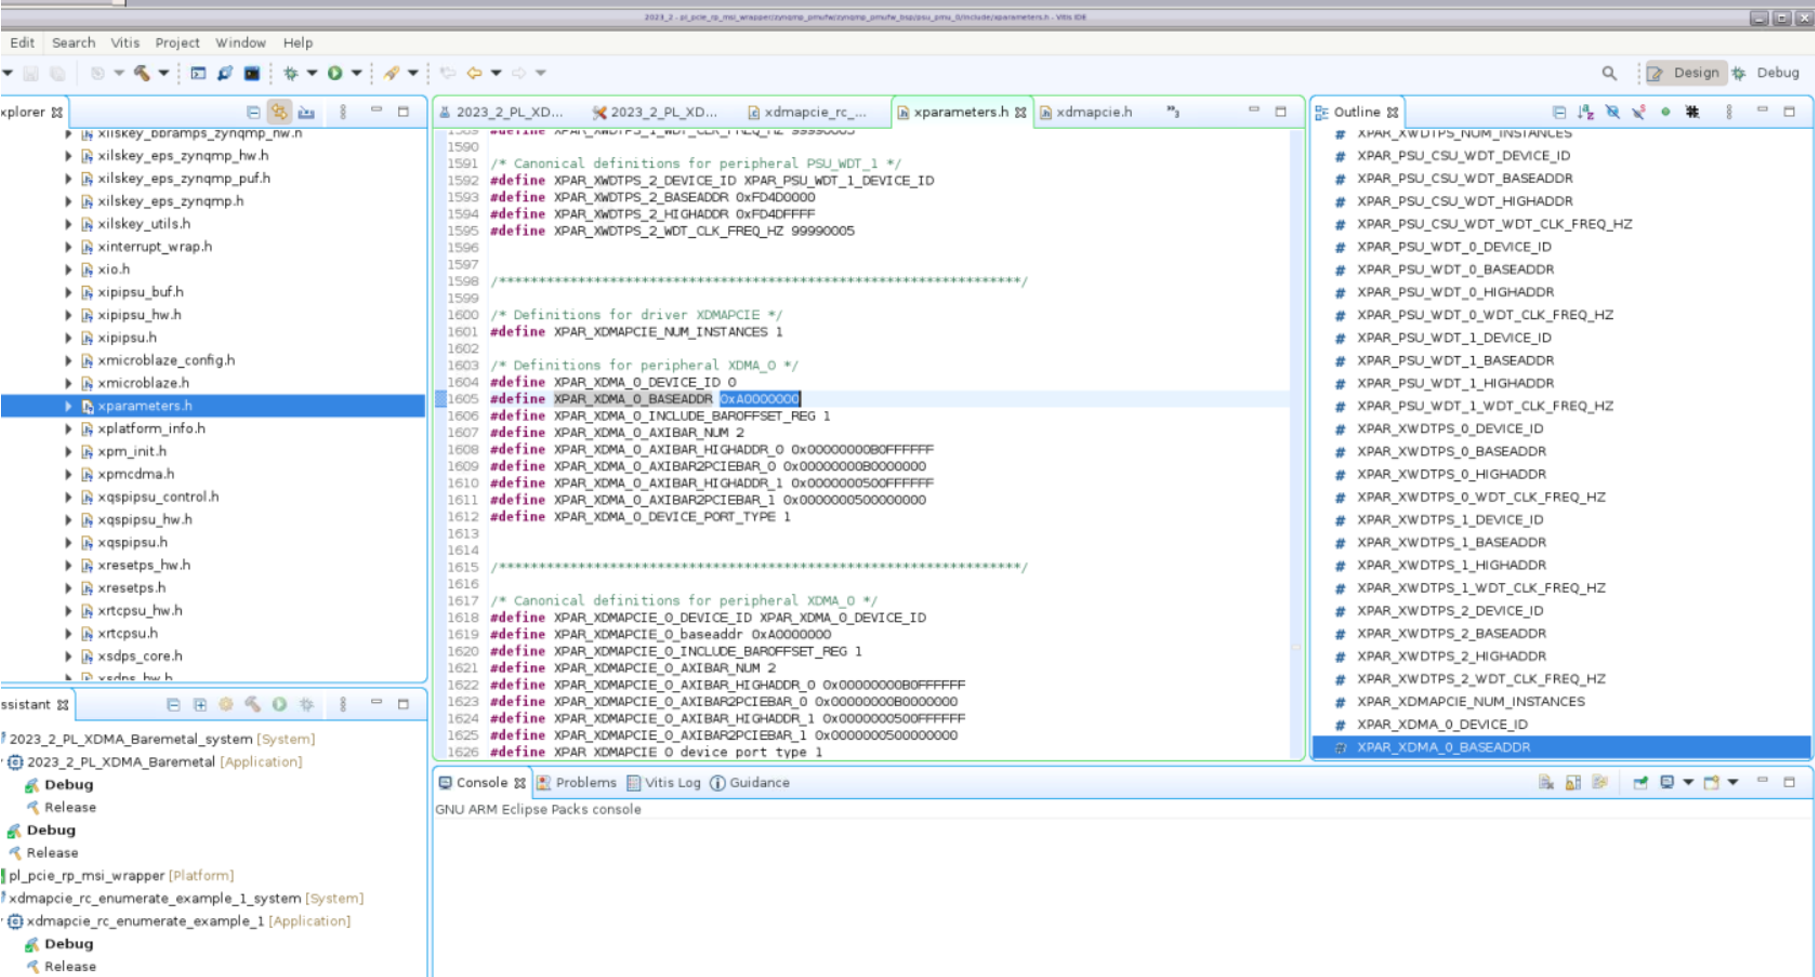 2023_2 - pl_pcie_rp_msi_wrapper/zynqmp_pmufw/zynqmp_pmufw_bsp/psu_pmu_0/include/xparameters.h - Vitis IDE
Edit Search Vitis Project Window Help
Design Debug
xplorer
xilskey_bbramps_zynqmp_hw.h
xilskey_eps_zynqmp_hw.h
xilskey_eps_zynqmp_puf.h
xilskey_eps_zynqmp.h
xilskey_utils.h
xinterrupt_wrap.h
xio.h
xipipsu_buf.h
xipipsu_hw.h
xipipsu.h
xmicroblaze_config.h
xmicroblaze.h
xparameters.h
xplatform_info.h
xpm_init.h
xpmcdma.h
xqspipsu_control.h
xqspipsu_hw.h
xqspipsu.h
xresetps_hw.h
xresetps.h
xrtcpsu_hw.h
xrtcpsu.h
xsdps_core.h
xsdps_hw.h
ssistant
2023_2_PL_XDMA_Baremetal_system [System]
2023_2_PL_XDMA_Baremetal [Application]
Debug
Release
Debug
Release
pl_pcie_rp_msi_wrapper [Platform]
xdmapcie_rc_enumerate_example_1_system [System]
xdmapcie_rc_enumerate_example_1 [Application]
Debug
Release
2023_2_PL_XD... 2023_2_PL_XD... xdmapcie_rc_... xparameters.h xdmapcie.h »3
1589 #define XPAR_XWDTPS_1_WDT_CLK_FREQ_HZ 99990005
1590
1591 /* Canonical definitions for peripheral PSU_WDT_1 */
1592 #define XPAR_XWDTPS_2_DEVICE_ID XPAR_PSU_WDT_1_DEVICE_ID
1593 #define XPAR_XWDTPS_2_BASEADDR 0xFD4D0000
1594 #define XPAR_XWDTPS_2_HIGHADDR 0xFD4DFFFF
1595 #define XPAR_XWDTPS_2_WDT_CLK_FREQ_HZ 99990005
1596
1597
1598 /******************************************************************/
1599
1600 /* Definitions for driver XDMAPCIE */
1601 #define XPAR_XDMAPCIE_NUM_INSTANCES 1
1602
1603 /* Definitions for peripheral XDMA_0 */
1604 #define XPAR_XDMA_0_DEVICE_ID 0
1605 #define XPAR_XDMA_0_BASEADDR 0xA0000000
1606 #define XPAR_XDMA_0_INCLUDE_BAROFFSET_REG 1
1607 #define XPAR_XDMA_0_AXIBAR_NUM 2
1608 #define XPAR_XDMA_0_AXIBAR_HIGHADDR_0 0x00000000B0FFFFFF
1609 #define XPAR_XDMA_0_AXIBAR2PCIEBAR_0 0x00000000B0000000
1610 #define XPAR_XDMA_0_AXIBAR_HIGHADDR_1 0x0000000500FFFFFF
1611 #define XPAR_XDMA_0_AXIBAR2PCIEBAR_1 0x0000000500000000
1612 #define XPAR_XDMA_0_DEVICE_PORT_TYPE 1
1613
1614
1615 /******************************************************************/
1616
1617 /* Canonical definitions for peripheral XDMA_0 */
1618 #define XPAR_XDMAPCIE_0_DEVICE_ID XPAR_XDMA_0_DEVICE_ID
1619 #define XPAR_XDMAPCIE_0_baseaddr 0xA0000000
1620 #define XPAR_XDMAPCIE_0_INCLUDE_BAROFFSET_REG 1
1621 #define XPAR_XDMAPCIE_0_AXIBAR_NUM 2
1622 #define XPAR_XDMAPCIE_0_AXIBAR_HIGHADDR_0 0x00000000B0FFFFFF
1623 #define XPAR_XDMAPCIE_0_AXIBAR2PCIEBAR_0 0x00000000B0000000
1624 #define XPAR_XDMAPCIE_0_AXIBAR_HIGHADDR_1 0x0000000500FFFFFF
1625 #define XPAR_XDMAPCIE_0_AXIBAR2PCIEBAR_1 0x0000000500000000
1626 #define XPAR_XDMAPCIE_0_device_port_type 1
Console Problems Vitis Log Guidance
GNU ARM Eclipse Packs console
Outline
# XPAR_XWDTPS_NUM_INSTANCES
# XPAR_PSU_CSU_WDT_DEVICE_ID
# XPAR_PSU_CSU_WDT_BASEADDR
# XPAR_PSU_CSU_WDT_HIGHADDR
# XPAR_PSU_CSU_WDT_WDT_CLK_FREQ_HZ
# XPAR_PSU_WDT_0_DEVICE_ID
# XPAR_PSU_WDT_0_BASEADDR
# XPAR_PSU_WDT_0_HIGHADDR
# XPAR_PSU_WDT_0_WDT_CLK_FREQ_HZ
# XPAR_PSU_WDT_1_DEVICE_ID
# XPAR_PSU_WDT_1_BASEADDR
# XPAR_PSU_WDT_1_HIGHADDR
# XPAR_PSU_WDT_1_WDT_CLK_FREQ_HZ
# XPAR_XWDTPS_0_DEVICE_ID
# XPAR_XWDTPS_0_BASEADDR
# XPAR_XWDTPS_0_HIGHADDR
# XPAR_XWDTPS_0_WDT_CLK_FREQ_HZ
# XPAR_XWDTPS_1_DEVICE_ID
# XPAR_XWDTPS_1_BASEADDR
# XPAR_XWDTPS_1_HIGHADDR
# XPAR_XWDTPS_1_WDT_CLK_FREQ_HZ
# XPAR_XWDTPS_2_DEVICE_ID
# XPAR_XWDTPS_2_BASEADDR
# XPAR_XWDTPS_2_HIGHADDR
# XPAR_XWDTPS_2_WDT_CLK_FREQ_HZ
# XPAR_XDMAPCIE_NUM_INSTANCES
# XPAR_XDMA_0_DEVICE_ID
# XPAR_XDMA_0_BASEADDR